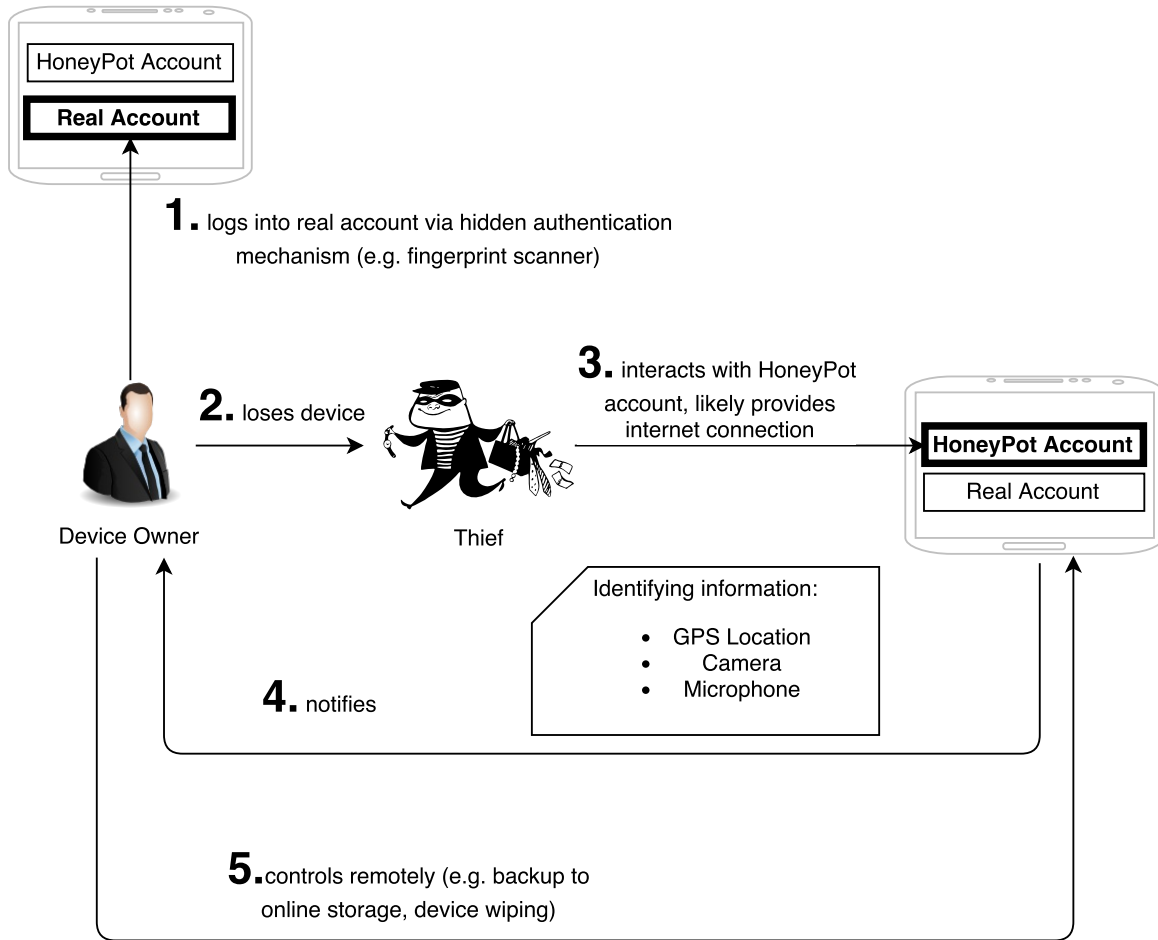 HoneyPot Account
Real Account
1. logs into real account via hidden authentication
mechanism (e.g. fingerprint scanner)
2. loses device
3. interacts with HoneyPot
account, likely provides
internet connection
HoneyPot Account
Real Account
Device Owner
Thief
Identifying information:
• GPS Location
• Camera
• Microphone
4. notifies
5. controls remotely (e.g. backup to
online storage, device wiping)